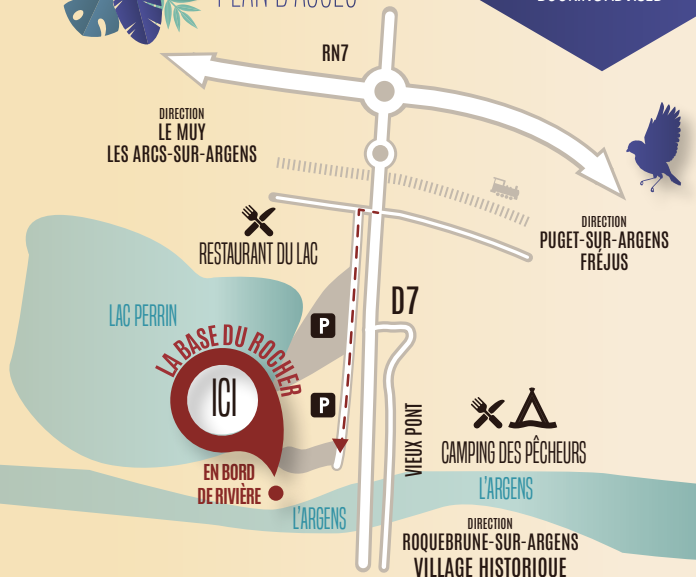 PLAN D'ACCÈS
RN7
DIRECTION
LE MUY
LES ARCS-SUR-ARGENS
DIRECTION
PUGET-SUR-ARGENS
FRÉJUS
RESTAURANT DU LAC
LAC PERRIN
D7
P
LA BASE DU ROCHER
ICI
P
VIEUX PONT
CAMPING DES PÊCHEURS
EN BORD
DE RIVIÈRE
L'ARGENS
L'ARGENS
DIRECTION
ROQUEBRUNE-SUR-ARGENS
VILLAGE HISTORIQUE